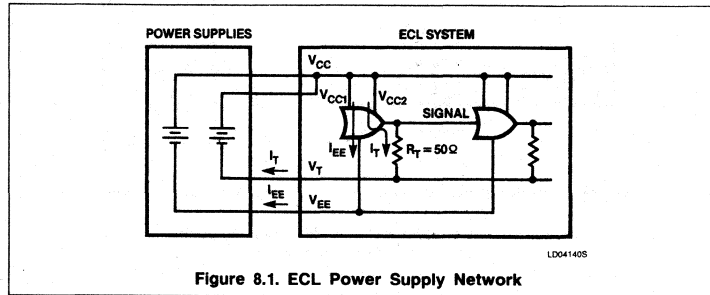 POWER SUPPLIES
ECL SYSTEM
VCC
VCC1
VCC2
SIGNAL
IEE
IT
RT = 50Ω
IT
VT
IEE
VEE
LD04140S
Figure 8.1. ECL Power Supply Network